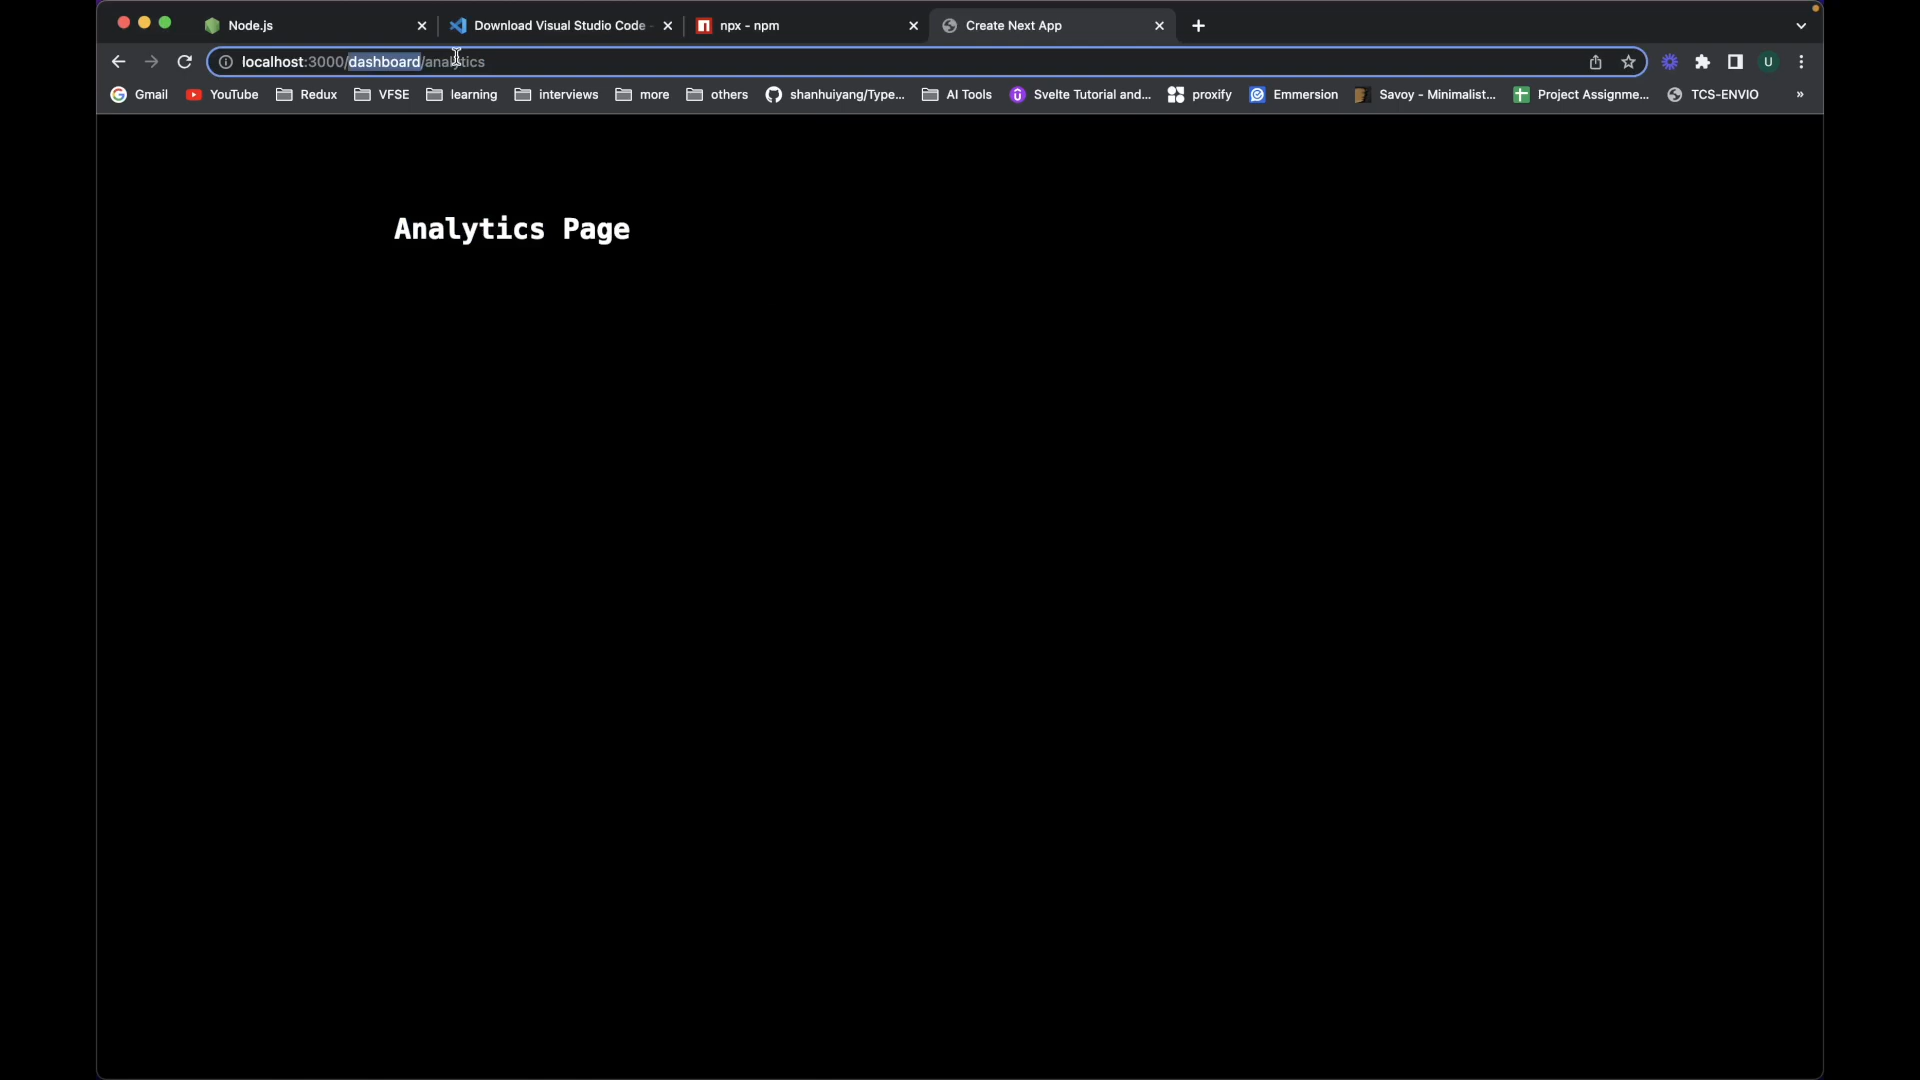 Node.js
Download Visual Studio Code -
npx - npm
Create Next App
localhost:3000/dashboard/analytics
U
Gmail YouTube Redux VFSE learning interviews more others shanhuiyang/Type... AI Tools Svelte Tutorial and... proxify Emmersion Savoy - Minimalist... Project Assignme... TCS-ENVIO »
Analytics Page